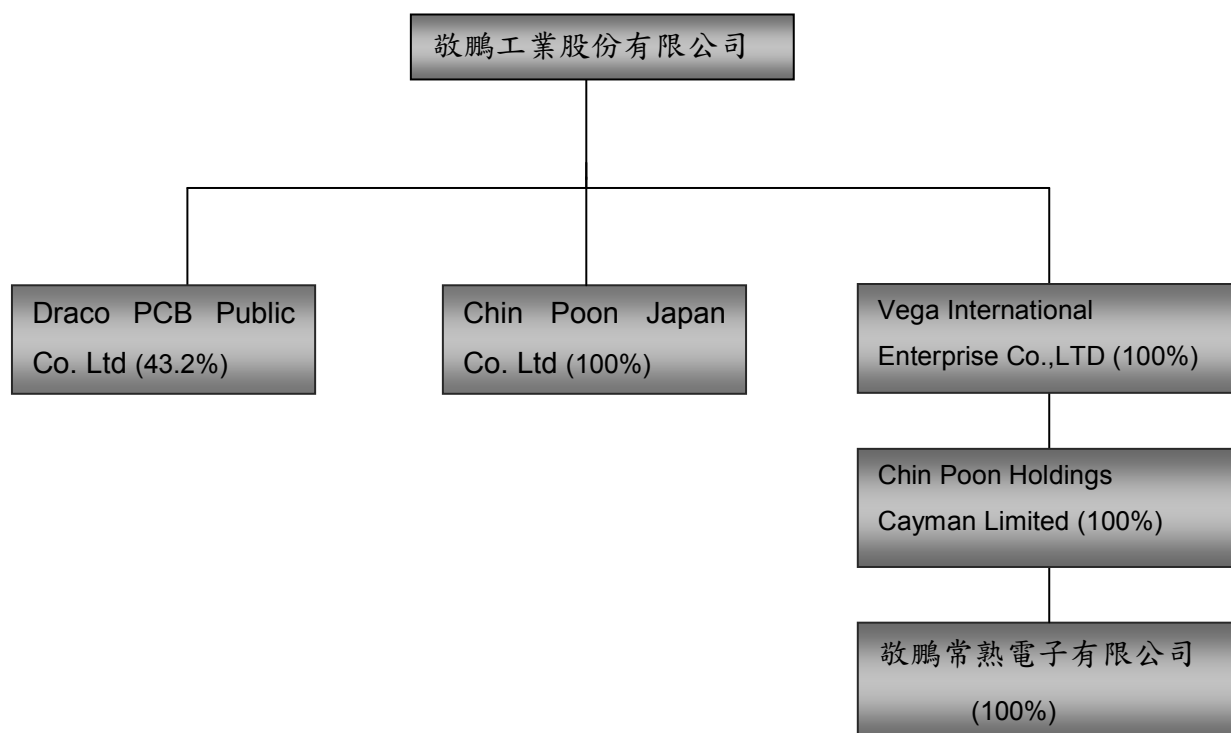 敬鵬工業股份有限公司
Draco PCB Public
Co. Ltd (43.2%)
Chin Poon Japan
Co. Ltd (100%)
Vega International
Enterprise Co.,LTD (100%)
Chin Poon Holdings
Cayman Limited (100%)
敬鵬常熟電子有限公司
(100%)